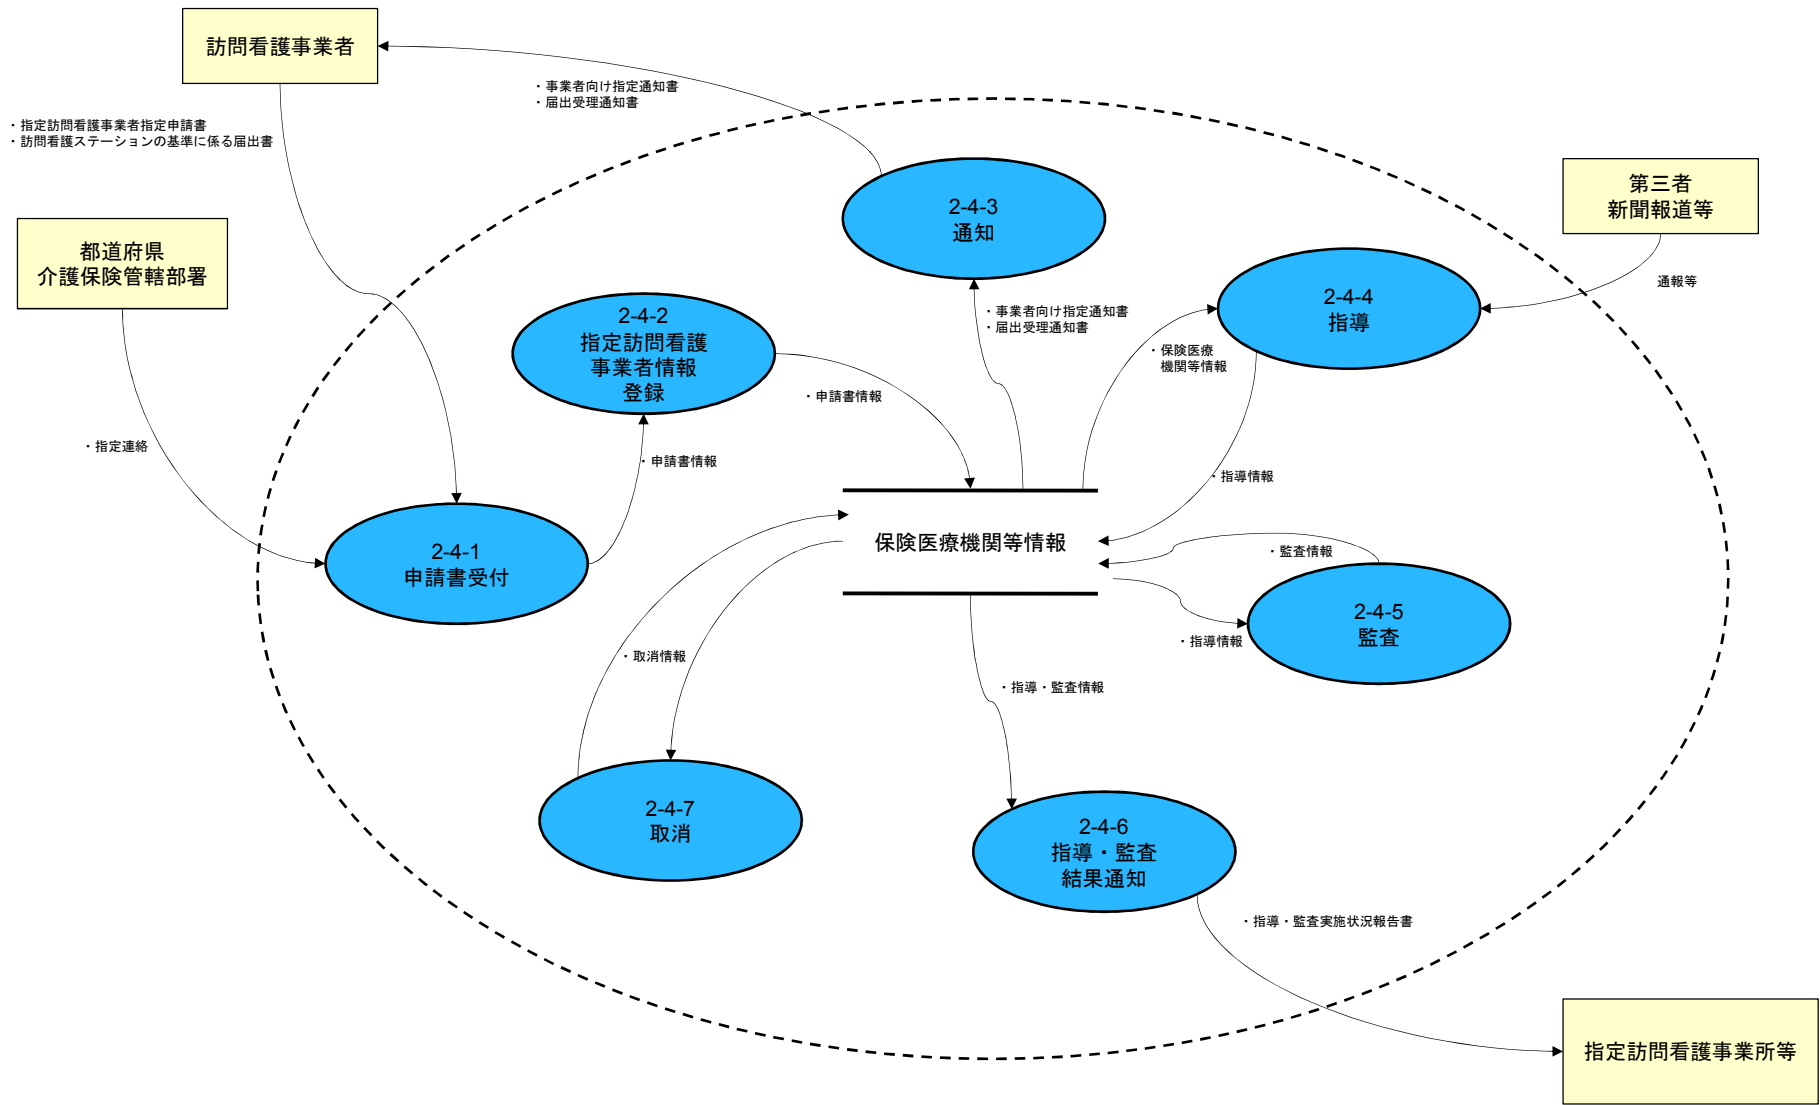 訪問看護事業者
・事業者向け指定通知書
・届出受理通知書
・指定訪問看護事業者指定申請書
・訪問看護ステーションの基準に係る届出書
第三者
新聞報道等
2-4-3
通知
都道府県
介護保険管轄部署
通報等
2-4-4
指導
・事業者向け指定通知書
・届出受理通知書
2-4-2
指定訪問看護
事業者情報
登録
・保険医療
機関等情報
・申請書情報
・指定連絡
・申請書情報
・指導情報
2-4-1
申請書受付
保険医療機関等情報
・監査情報
2-4-5
監査
・指導情報
・取消情報
・指導・監査情報
2-4-7
取消
2-4-6
指導・監査
結果通知
・指導・監査実施状況報告書
指定訪問看護事業所等